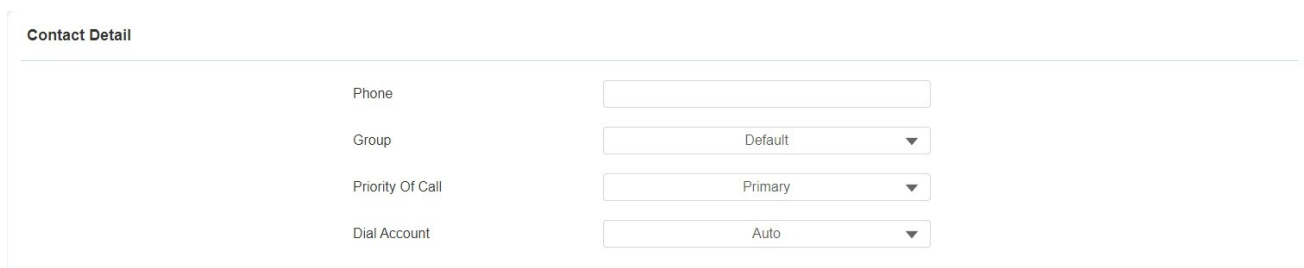 Contact Detail
Phone
Group Default
Priority Of Call Primary
Dial Account Auto